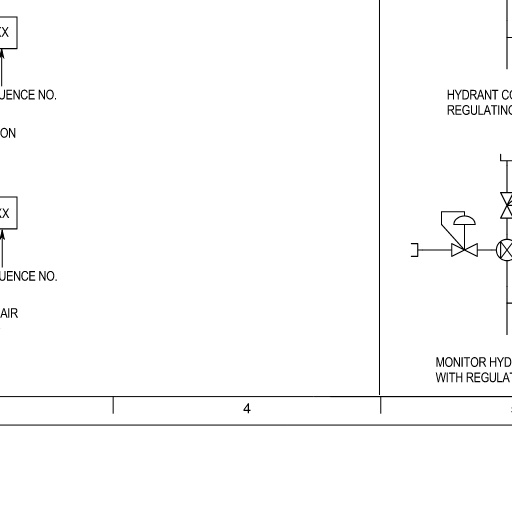 XX
UENCE NO.
ON
XX
UENCE NO.
AIR
HYDRANT CO
REGULATING
MONITOR HYD
WITH REGULAT
4